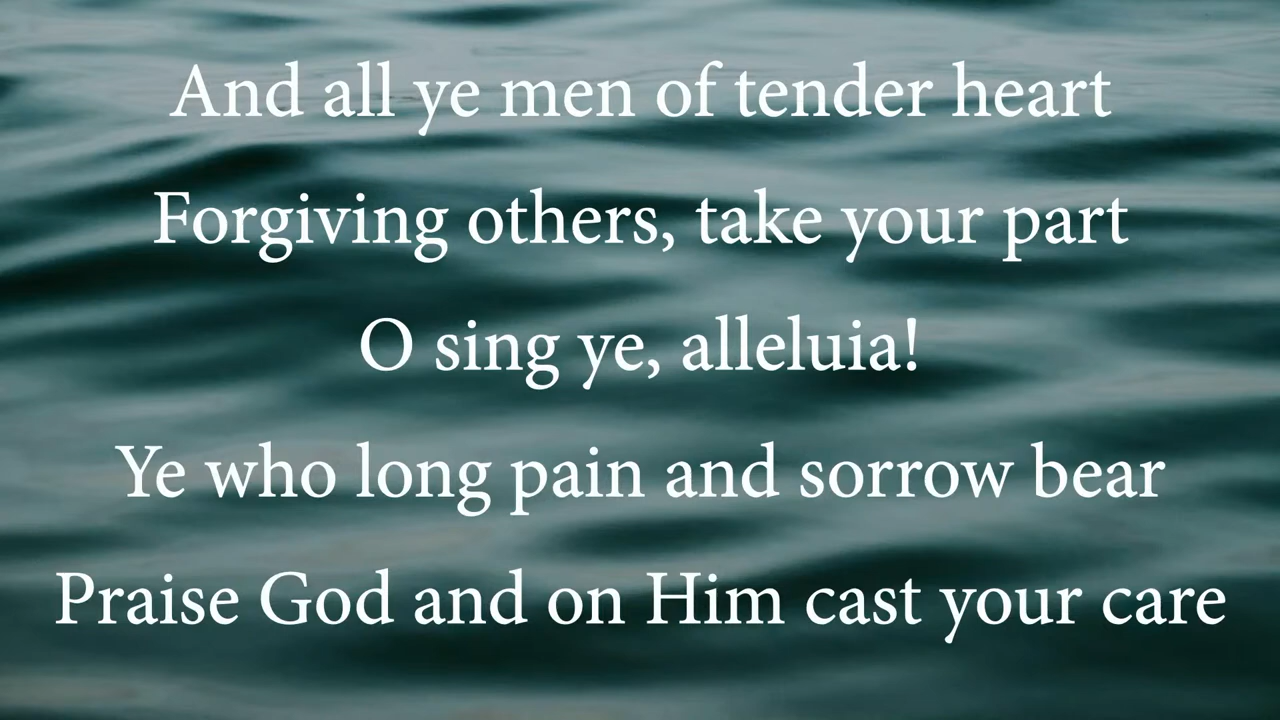 And all ye men of tender heart
Forgiving others, take your part
O sing ye, alleluia!
Ye who long pain and sorrow bear
Praise God and on Him cast your care